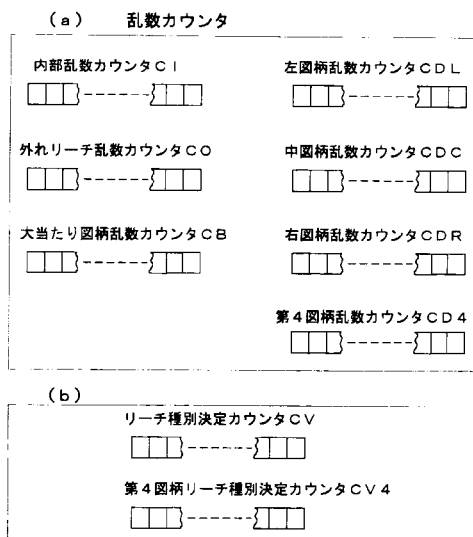 (a) 乱数カウンタ
内部乱数カウンタCI
左図柄乱数カウンタCDL
外れリーチ乱数カウンタCO
中図柄乱数カウンタCDC
大当たり図柄乱数カウンタCB
右図柄乱数カウンタCDR
第4図柄乱数カウンタCD4
(b)
リーチ種別決定カウンタCV
第4図柄リーチ種別決定カウンタCV4